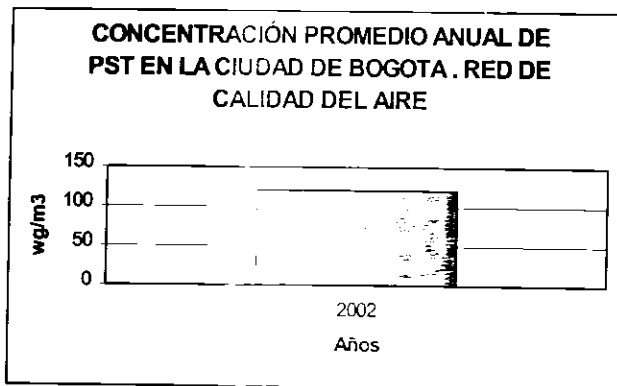 CONCENTRACIÓN PROMEDIO ANUAL DE
PST EN LA CIUDAD DE BOGOTA . RED DE
CALIDAD DEL AIRE
wg/m3
150
100
50
0
2002
Años